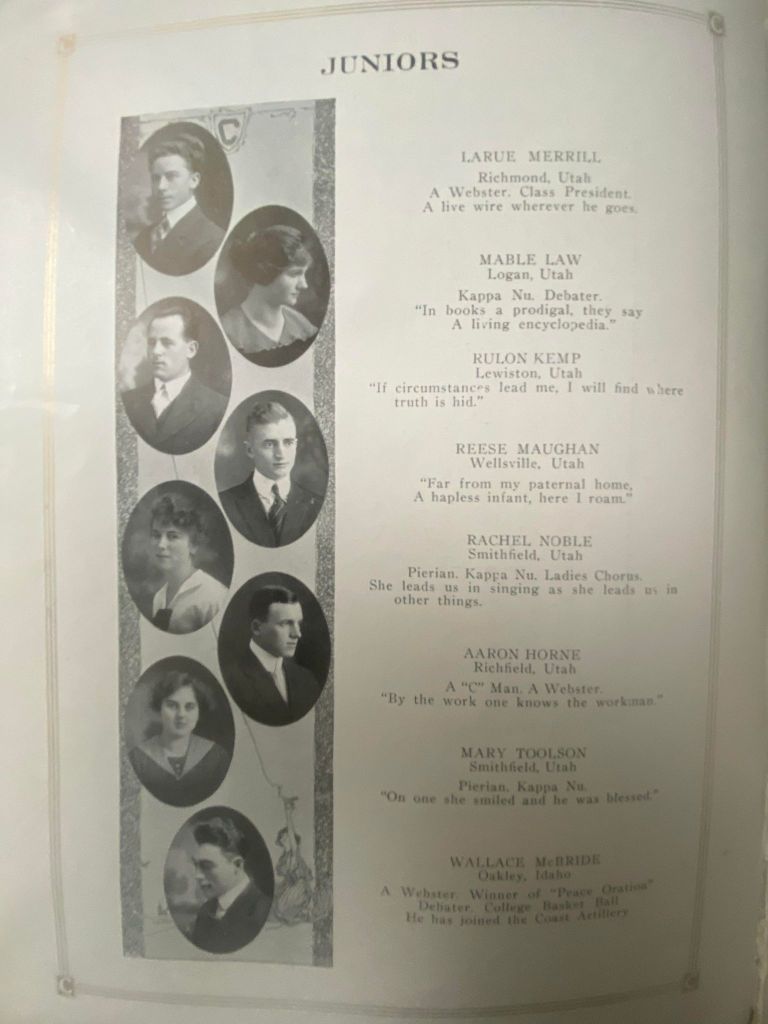 JUNIORS
C
LARUE MERRILL
Richmond, Utah
A Webster. Class President.
A live wire wherever he goes.
MABLE LAW
Logan, Utah
Kappa Nu. Debater.
"In books a prodigal, they say
A living encyclopedia."
RULON KEMP
Lewiston, Utah
"If circumstances lead me, I will find where
truth is hid."
REESE MAUGHAN
Wellsville, Utah
"Far from my paternal home,
A hapless infant, here I roam."
RACHEL NOBLE
Smithfield, Utah
Pierian. Kappa Nu. Ladies Chorus.
She leads us in singing as she leads us in
other things.
AARON HORNE
Richfield, Utah
A "C" Man. A Webster.
"By the work one knows the workman."
MARY TOOLSON
Smithfield, Utah
Pierian. Kappa Nu.
"On one she smiled and he was blessed."
WALLACE McBRIDE
Oakley, Idaho
A Webster. Winner of "Peace Oration"
Debater. College Basket Ball
He has joined the Coast Artillery
C
C
C
C